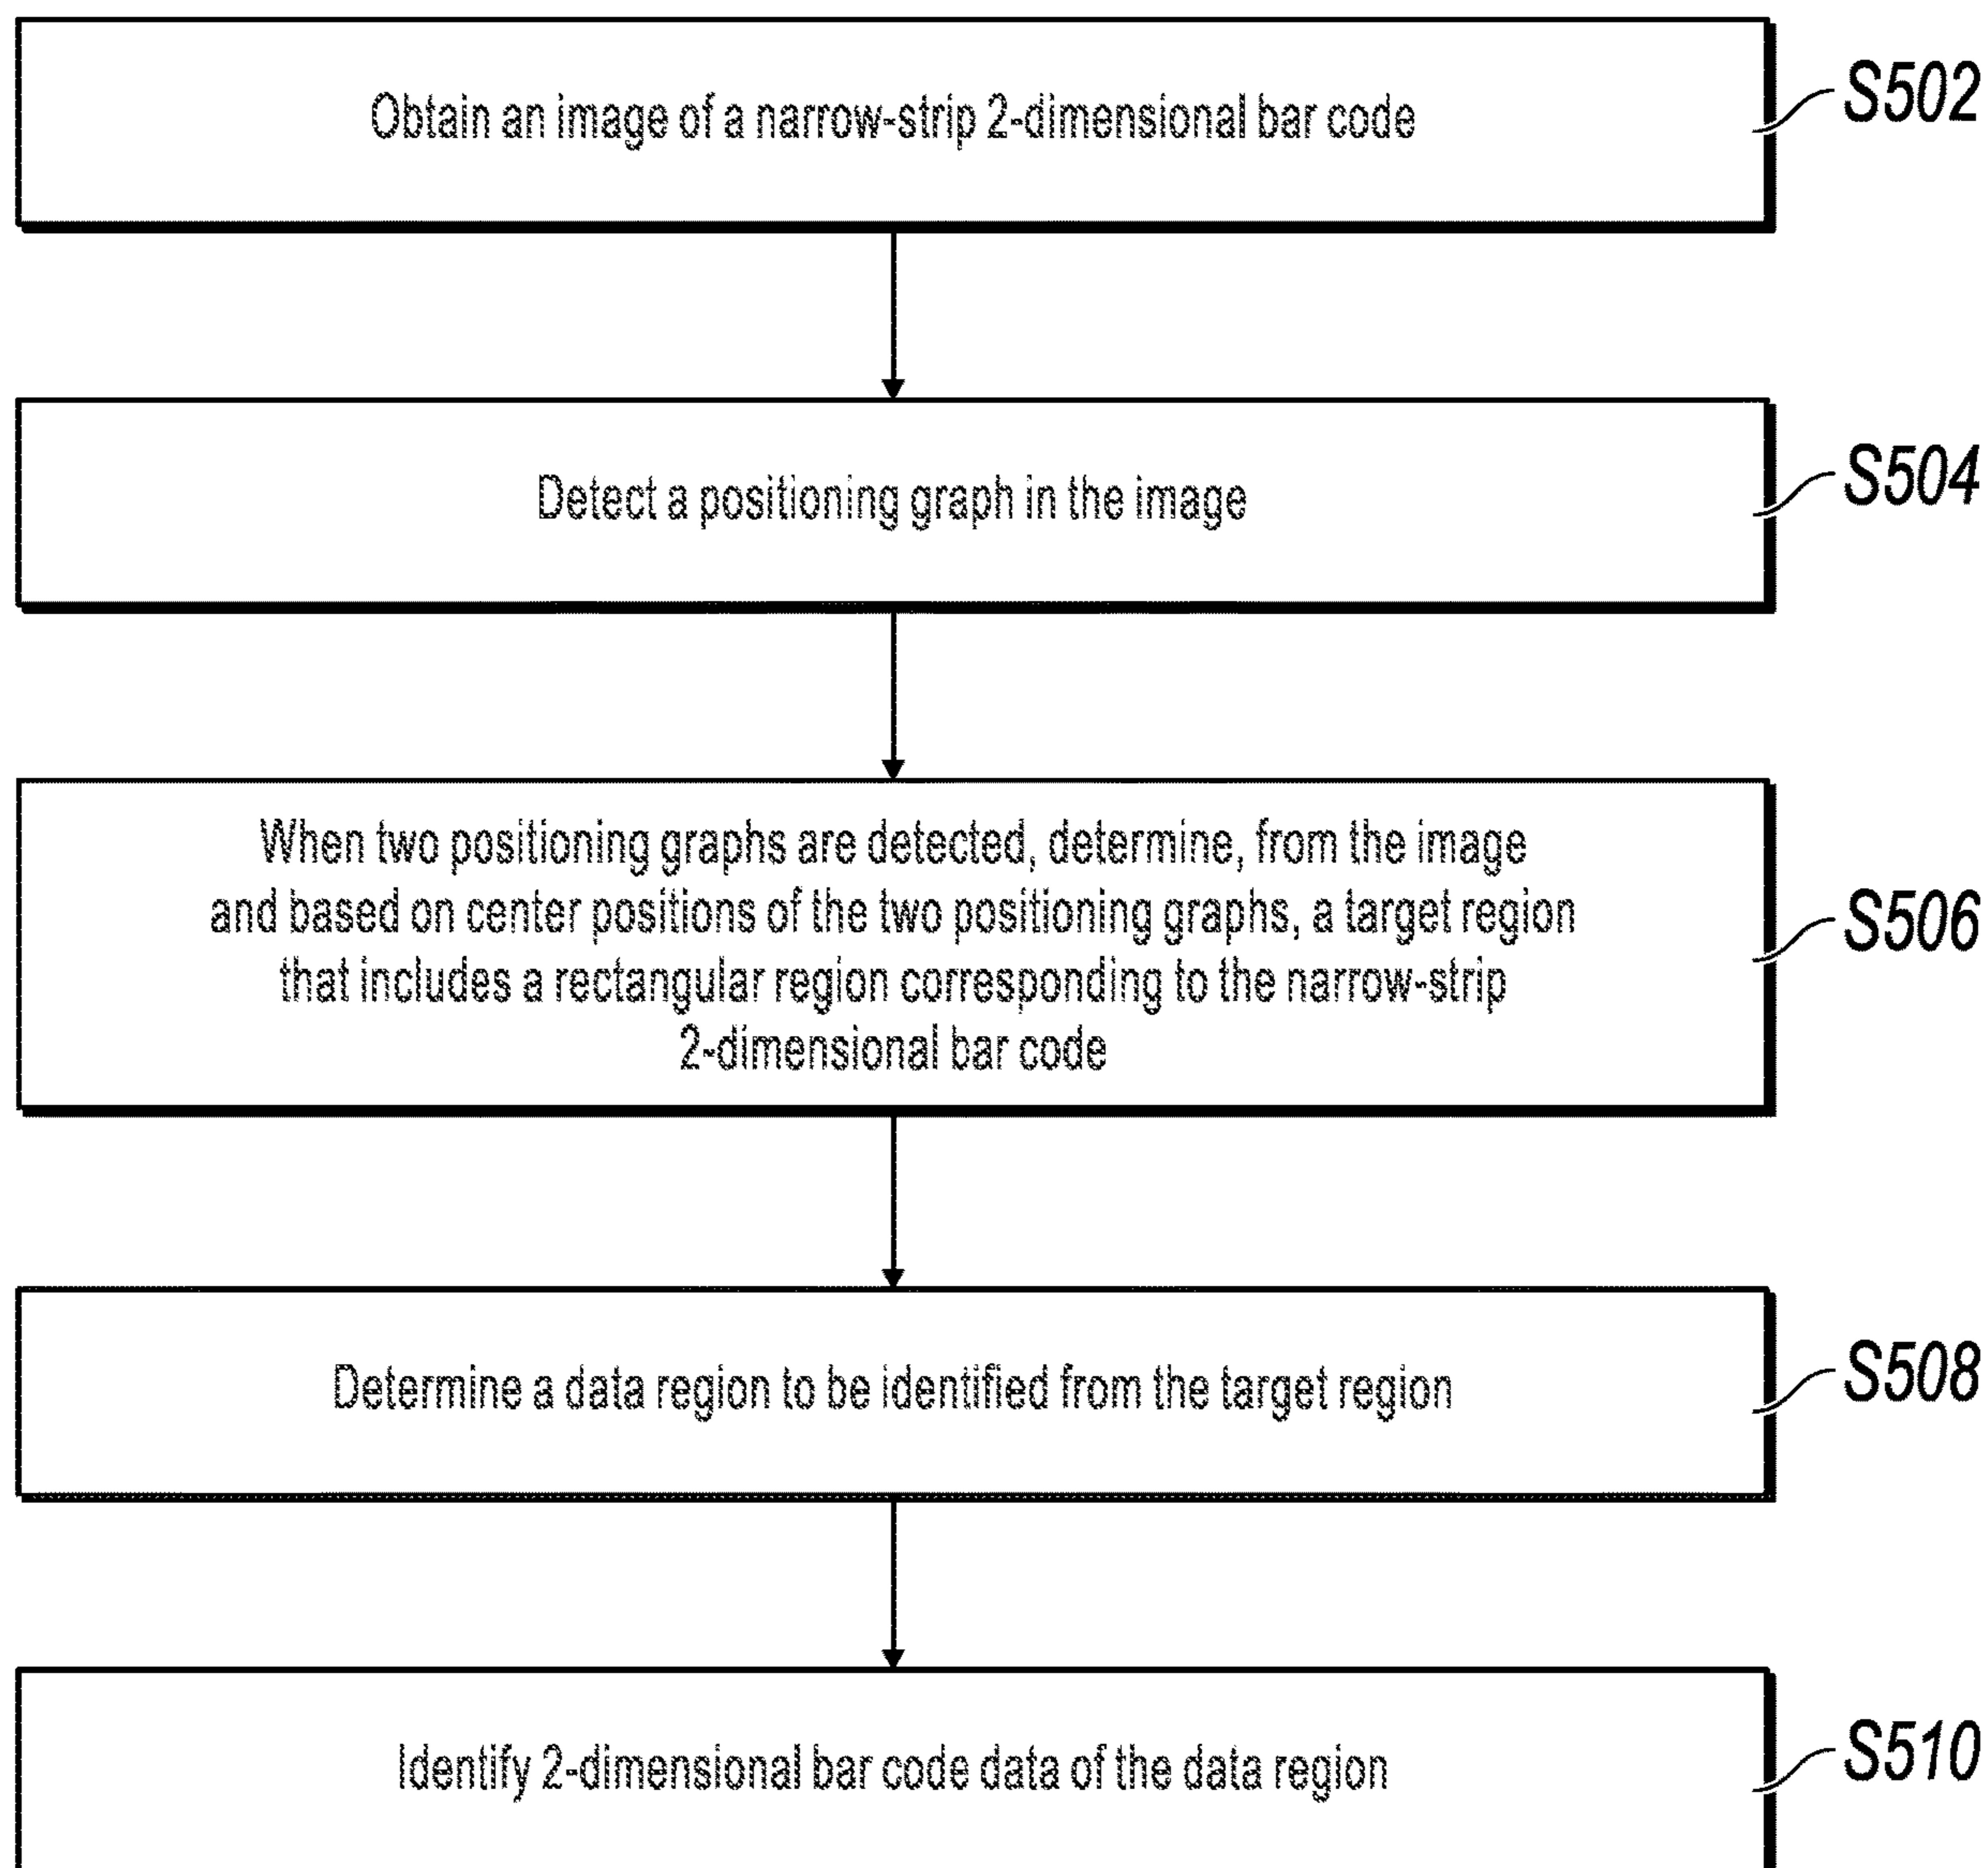 Obtain an image of a narrow-strip 2-dimensional bar code
S502
Detect a positioning graph in the image
S504
When two positioning graphs are detected, determine, from the image
and based on center positions of the two positioning graphs, a target region
that includes a rectangular region corresponding to the narrow-strip
2-dimensional bar code
S506
Determine a data region to be identified from the target region
S508
Identify 2-dimensional bar code data of the data region
S510